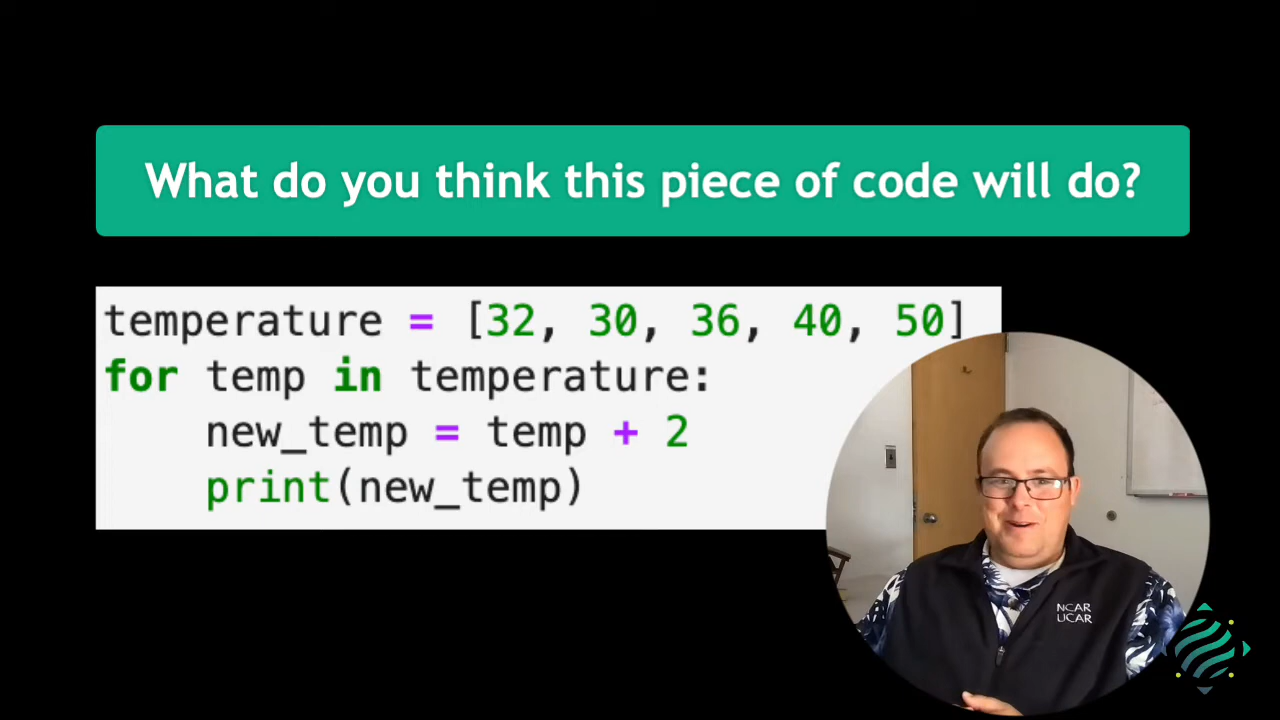 What do you think this piece of code will do?
temperature = [32, 30, 36, 40, 50]
for temp in temperature:
    new_temp = temp + 2
    print(new_temp)
NCAR
UCAR